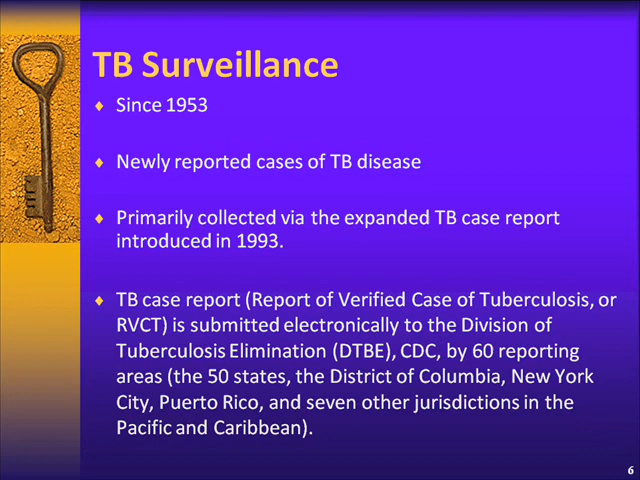 TB Surveillance
Since 1953
Newly reported cases of TB disease
Primarily collected via the expanded TB case report
introduced in 1993.
TB case report (Report of Verified Case of Tuberculosis, or
RVCT) is submitted electronically to the Division of
Tuberculosis Elimination (DTBE), CDC, by 60 reporting
areas (the 50 states, the District of Columbia, New York
City, Puerto Rico, and seven other jurisdictions in the
Pacific and Caribbean).
6